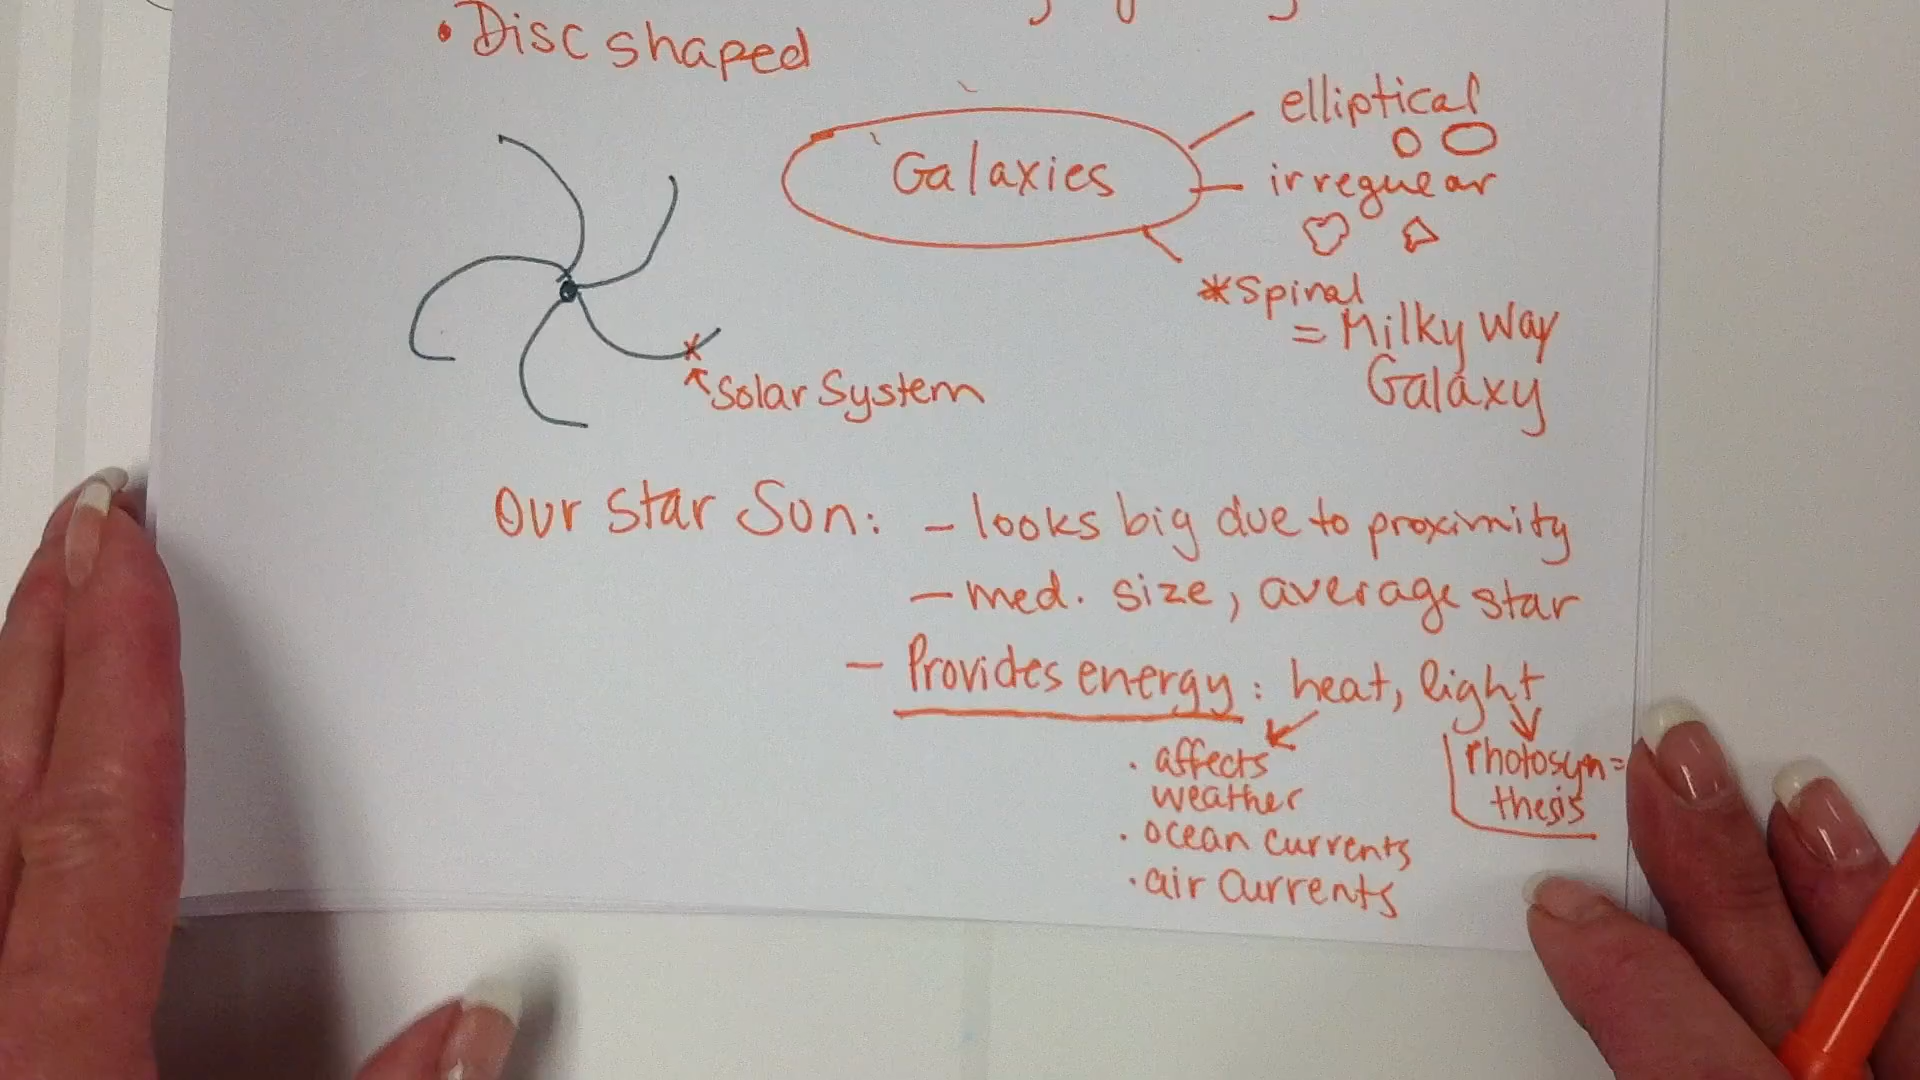 • Disc shaped
Galaxies
elliptical
irreguear
*Spiral
= Milky Way
Galaxy
Solar System
Our Star Sun: - looks big due to proximity
- med. size, average star
- Provides energy: heat, light
• affects
weather
• ocean currents
• air currents
Photosyn=
thesis